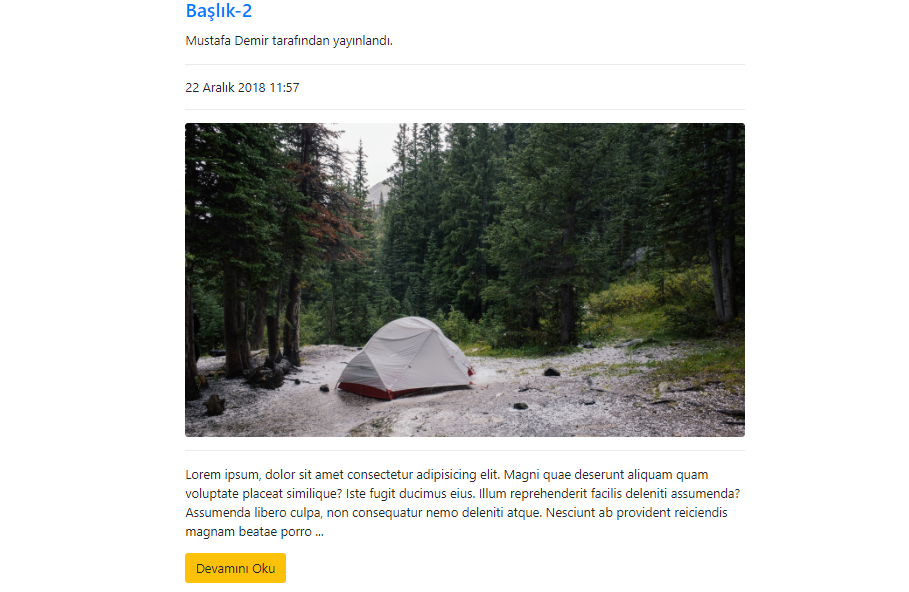 Başlık-2
Mustafa Demir tarafından yayınlandı.
22 Aralık 2018 11:57
Lorem ipsum, dolor sit amet consectetur adipisicing elit. Magni quae deserunt aliquam quam
voluptate placeat similique? Iste fugit ducimus eius. Illum reprehenderit facilis deleniti assumenda?
Assumenda libero culpa, non consequatur nemo deleniti atque. Nesciunt ab provident reiciendis
magnam beatae porro ...
Devamını Oku